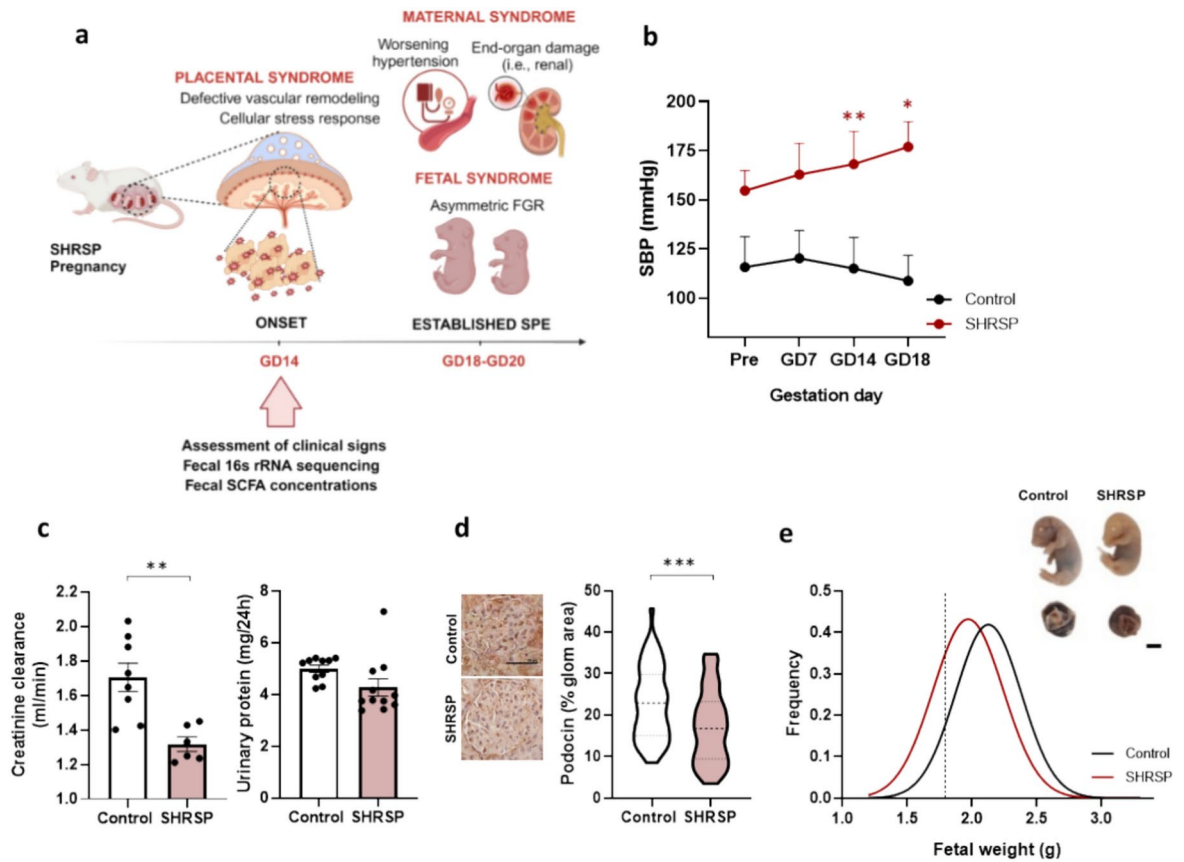 a
MATERNAL SYNDROME
Worsening
hypertension
End-organ damage
(i.e., renal)
PLACENTAL SYNDROME
Defective vascular remodeling
Cellular stress response
FETAL SYNDROME
Asymmetric FGR
SHRSP
Pregnancy
ONSET
ESTABLISHED SPE
GD14
GD18-GD20
Assessment of clinical signs
Fecal 16s rRNA sequencing
Fecal SCFA concentrations
b
SBP (mmHg)
200
175
150
125
100
**
*
Control
SHRSP
Pre GD7 GD14 GD18
Gestation day
c
Creatinine clearance
(ml/min)
2.2
2.0
1.8
1.6
1.4
1.2
1.0
**
Control SHRSP
Urinary protein (mg/24h)
8
6
4
2
0
Control SHRSP
d
Control
SHRSP
Podocin (% glom area)
50
40
30
20
10
0
***
Control SHRSP
e
Control SHRSP
Frequency
0.5
0.4
0.3
0.2
0.1
0.0
Control
SHRSP
1.0 1.5 2.0 2.5 3.0
Fetal weight (g)